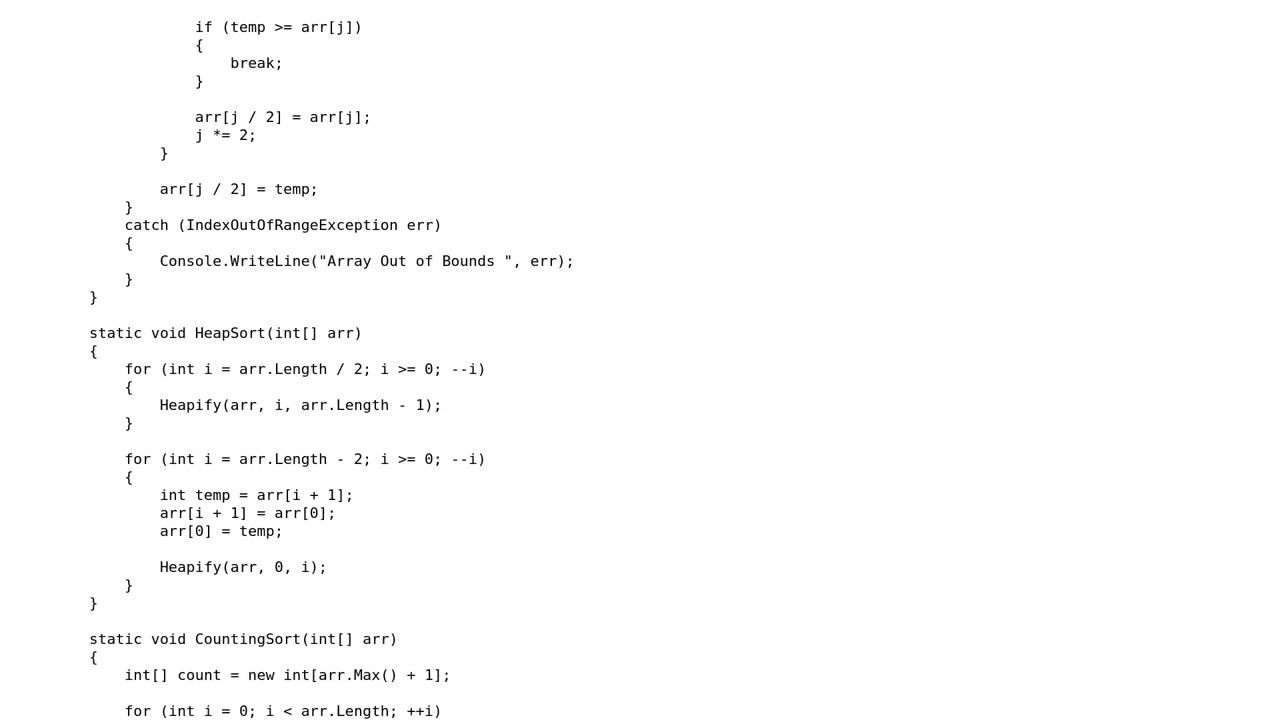 if (temp >= arr[j])
{
break;
}
arr[j / 2] = arr[j];
j *= 2;
}
arr[j / 2] = temp;
}
catch (IndexOutOfRangeException err)
{
Console.WriteLine("Array Out of Bounds ", err);
}
}
static void HeapSort(int[] arr)
{
for (int i = arr.Length / 2; i >= 0; --i)
{
Heapify(arr, i, arr.Length - 1);
}
for (int i = arr.Length - 2; i >= 0; --i)
{
int temp = arr[i + 1];
arr[i + 1] = arr[0];
arr[0] = temp;
Heapify(arr, 0, i);
}
}
static void CountingSort(int[] arr)
{
int[] count = new int[arr.Max() + 1];
for (int i = 0; i < arr.Length; ++i)